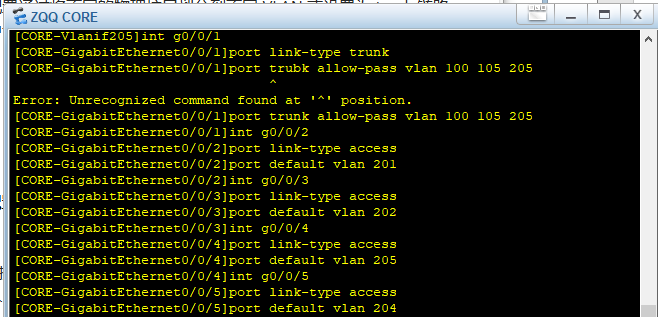 ZQQ CORE
[CORE-Vlanif205]int g0/0/1
[CORE-GigabitEthernet0/0/1]port link-type trunk
[CORE-GigabitEthernet0/0/1]port trubk allow-pass vlan 100 105 205
^
Error: Unrecognized command found at '^' position.
[CORE-GigabitEthernet0/0/1]port trunk allow-pass vlan 100 105 205
[CORE-GigabitEthernet0/0/1]int g0/0/2
[CORE-GigabitEthernet0/0/2]port link-type access
[CORE-GigabitEthernet0/0/2]port default vlan 201
[CORE-GigabitEthernet0/0/2]int g0/0/3
[CORE-GigabitEthernet0/0/3]port link-type access
[CORE-GigabitEthernet0/0/3]port default vlan 202
[CORE-GigabitEthernet0/0/3]int g0/0/4
[CORE-GigabitEthernet0/0/4]port link-type access
[CORE-GigabitEthernet0/0/4]port default vlan 205
[CORE-GigabitEthernet0/0/4]int g0/0/5
[CORE-GigabitEthernet0/0/5]port link-type access
[CORE-GigabitEthernet0/0/5]port default vlan 204